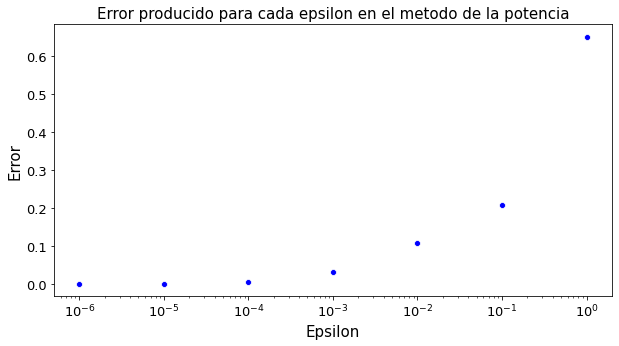 Error producido para cada epsilon en el metodo de la potencia
Error
0.6
0.5
0.4
0.3
0.2
0.1
0.0
10⁻⁶ 10⁻⁵ 10⁻⁴ 10⁻³ 10⁻² 10⁻¹ 10⁰
Epsilon